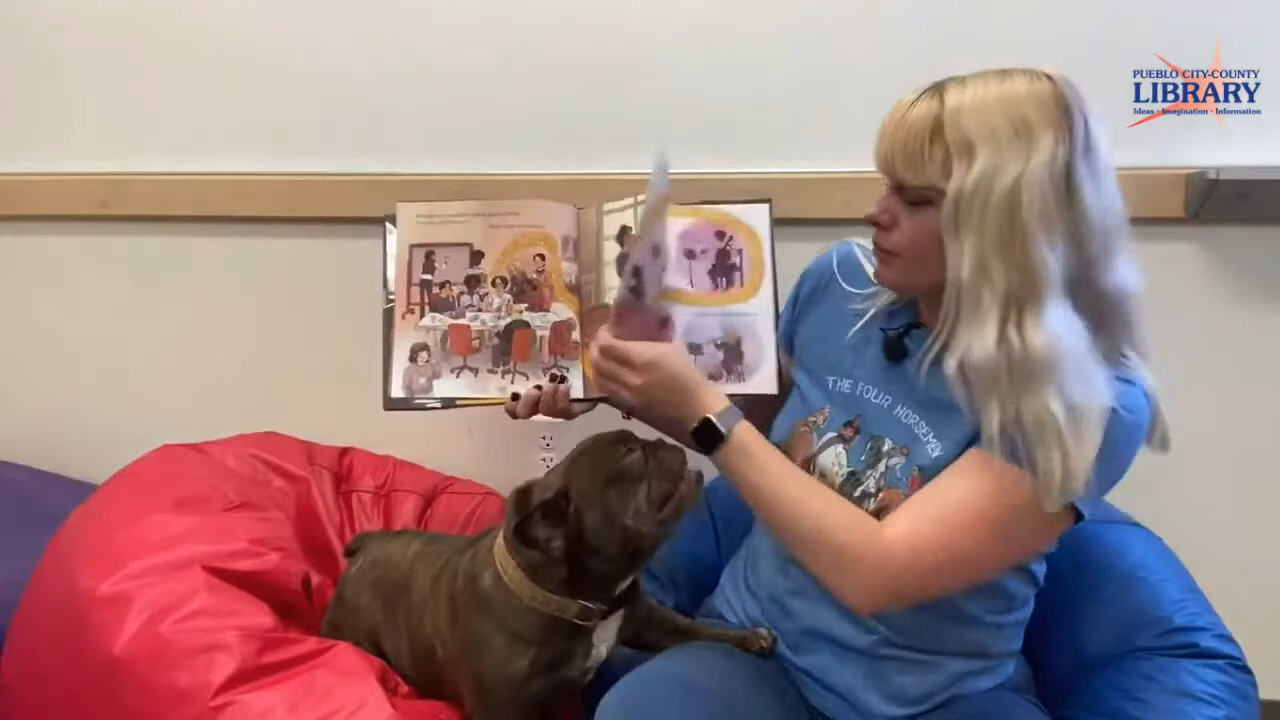 PUEBLO CITY-COUNTY
LIBRARY
Ideas • Imagination • Information
THE FOUR HORSEMEN